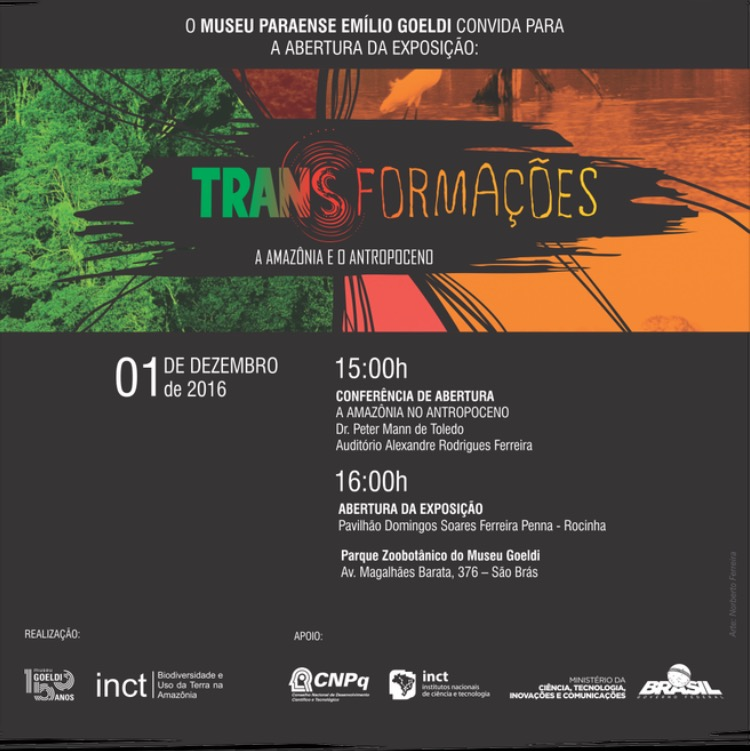 O MUSEU PARAENSE EMÍLIO GOELDI CONVIDA PARA
A ABERTURA DA EXPOSIÇÃO:
TRANSFORMAÇÕES
A AMAZÔNIA E O ANTROPOCENO
01 DE DEZEMBRO
de 2016
15:00h
CONFERÊNCIA DE ABERTURA
A AMAZÔNIA NO ANTROPOCENO
Dr. Peter Mann de Toledo
Auditório Alexandre Rodrigues Ferreira
16:00h
ABERTURA DA EXPOSIÇÃO
Pavilhão Domingos Soares Ferreira Penna - Rocinha
Parque Zoobotânico do Museu Goeldi
Av. Magalhães Barata, 376 – São Brás
Arte: Norberto Ferreira
REALIZAÇÃO:
GOELDI
150
ANOS
inct
Biodiversidade e
Uso da Terra na
Amazônia
APOIO:
CNPq
Conselho Nacional de Desenvolvimento
Científico e Tecnológico
inct
institutos nacionais
de ciência e tecnologia
MINISTÉRIO DA
CIÊNCIA, TECNOLOGIA,
INOVAÇÕES E COMUNICAÇÕES
BRASIL
GOVERNO FEDERAL